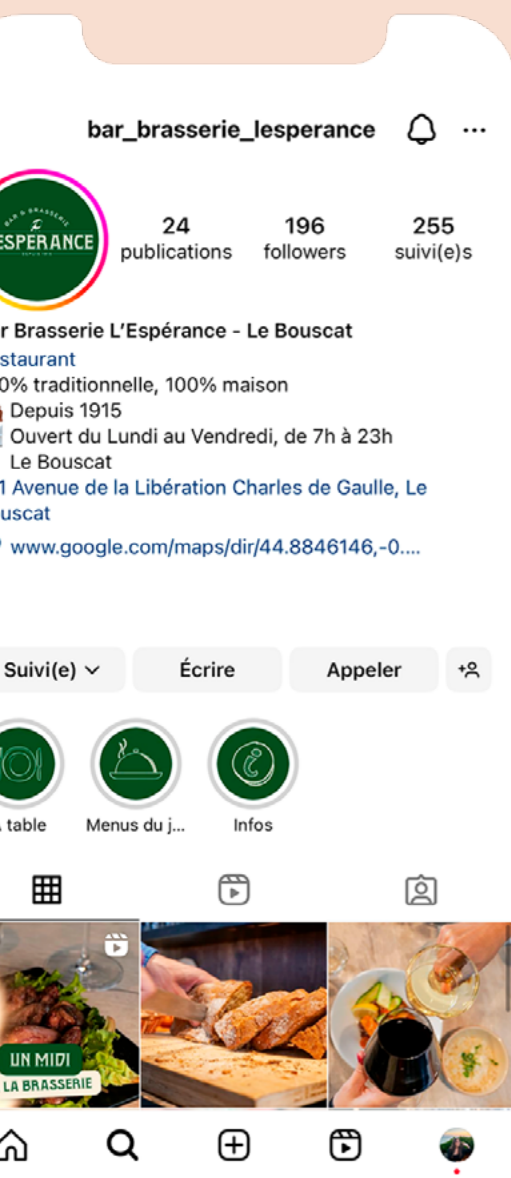 bar_brasserie_lesperance
BAR & BRASSERIE
ESPÉRANCE
24
publications
196
followers
255
suivi(e)s
r Brasserie L'Espérance - Le Bouscat
staurant
0% traditionnelle, 100% maison
Depuis 1915
Ouvert du Lundi au Vendredi, de 7h à 23h
Le Bouscat
1 Avenue de la Libération Charles de Gaulle, Le
uscat
www.google.com/maps/dir/44.8846146,-0....
Suivi(e)
Écrire
Appeler
table
Menus du j...
Infos
UN MIDI
LA BRASSERIE